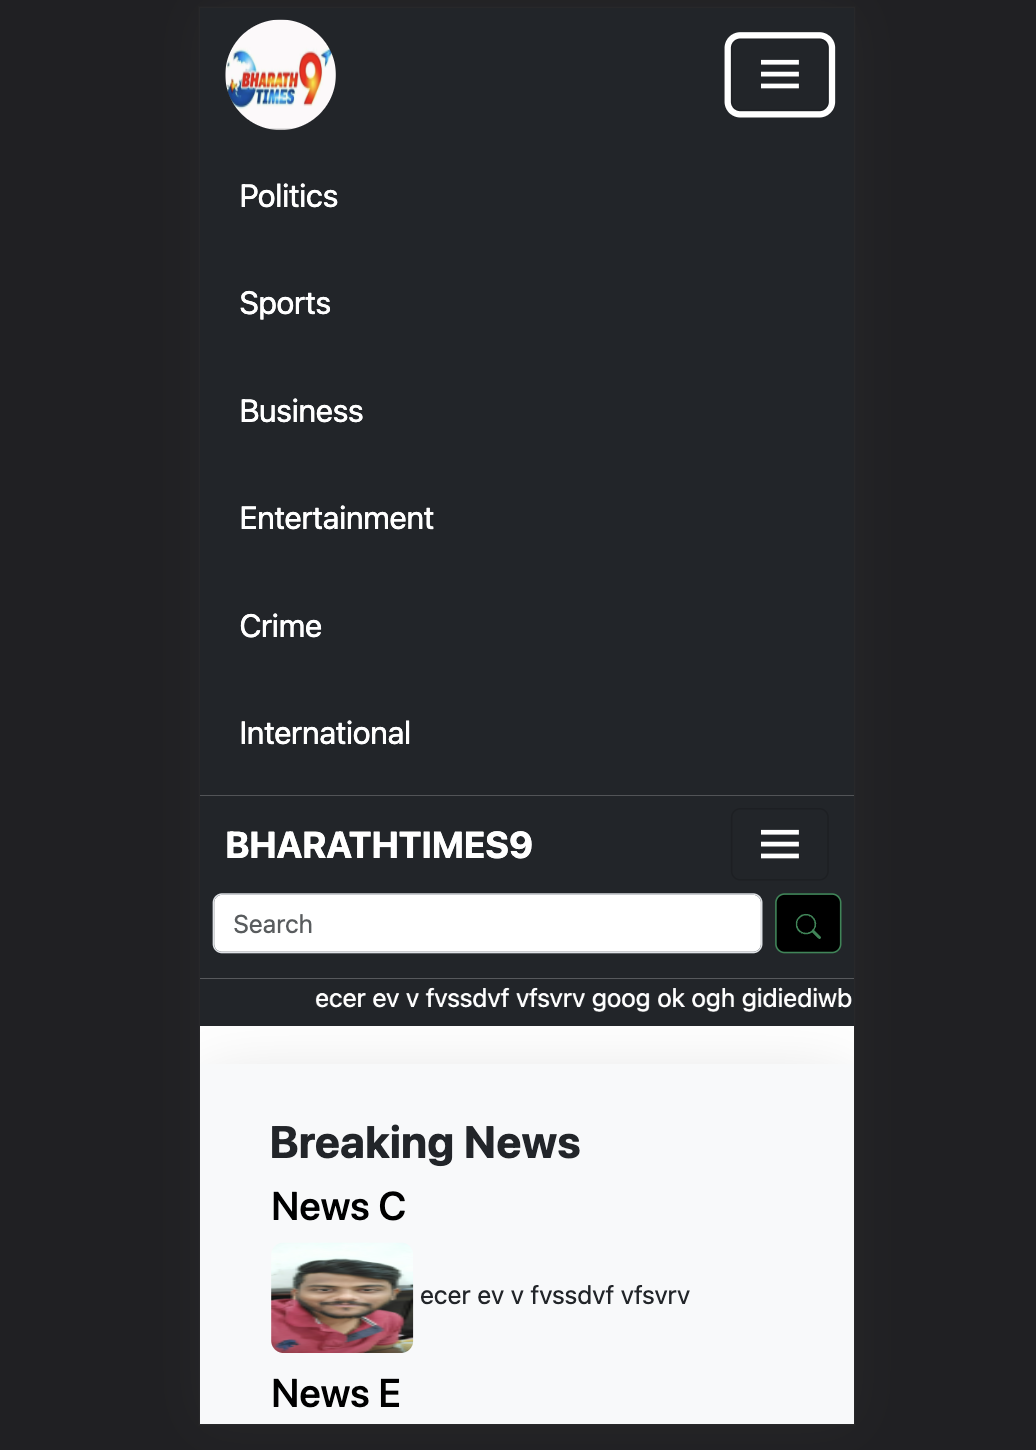 BHARATH 9
TIMES
Politics
Sports
Business
Entertainment
Crime
International
BHARATHTIMES9
Search
ecer ev v fvssdvf vfsvrv goog ok ogh gidiediwb
Breaking News
News C
ecer ev v fvssdvf vfsvrv
News E